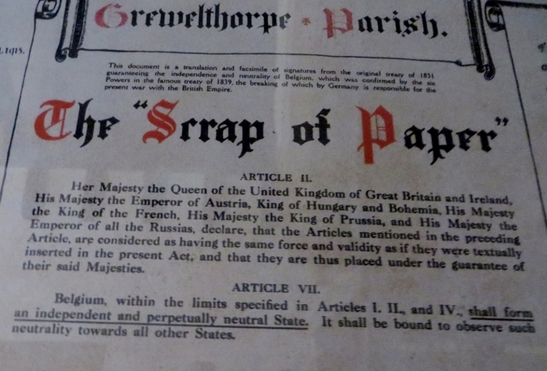 Grewelthorpe * Parish.
1, 1915.
This document is a translation and facsimile of signatures from the original treaty of 1831
guaranteeing the independence and neutrality of Belgium, which was confirmed by the six
Powers in the famous treaty of 1839, the breaking of which by Germany is responsible for the
present war with the British Empire.
The "Scrap of Paper"
ARTICLE II.
Her Majesty the Queen of the United Kingdom of Great Britain and Ireland,
His Majesty the Emperor of Austria, King of Hungary and Bohemia, His Majesty
the King of the French, His Majesty the King of Prussia, and His Majesty the
Emperor of all the Russias, declare, that the Articles mentioned in the preceding
Article, are considered as having the same force and validity as if they were textually
inserted in the present Act, and that they are thus placed under the guarantee of
their said Majesties.
ARTICLE VII.
Belgium, within the limits specified in Articles I. II., and IV., shall form
an independent and perpetually neutral State. It shall be bound to observe such
neutrality towards all other States.